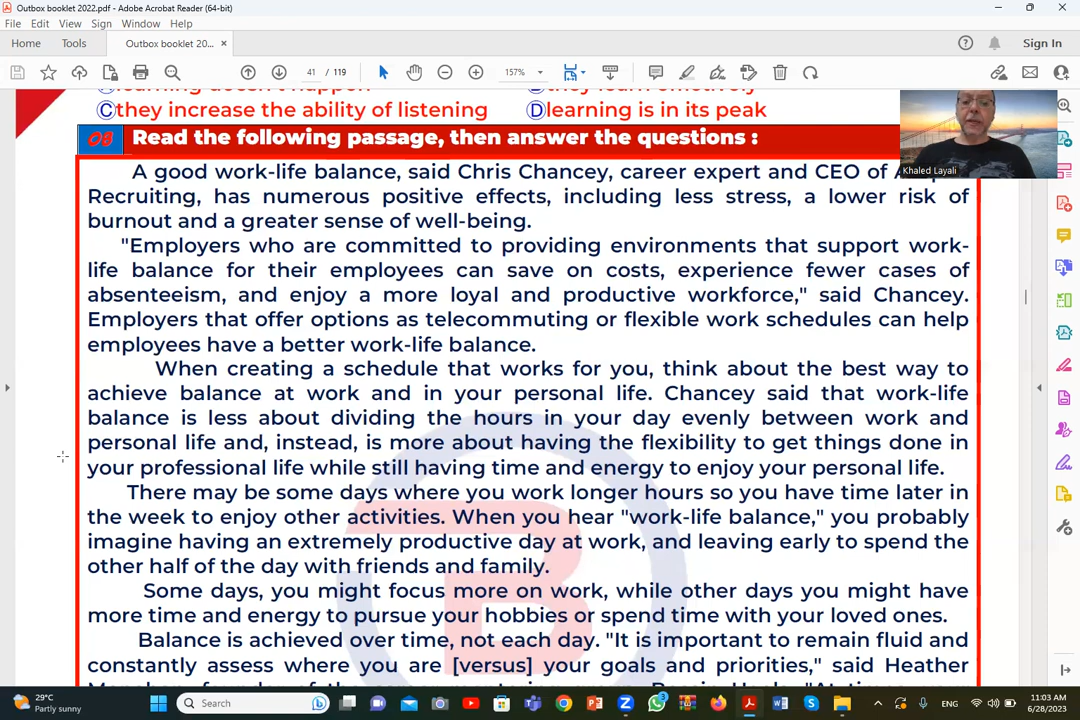 Outbox booklet 2022.pdf - Adobe Acrobat Reader (64-bit)
File Edit View Sign Window Help
Home Tools Outbox booklet 20... × Sign In
41 / 119 157%
learning doesn't happen they learn effectively
C they increase the ability of listening D learning is in its peak
08 Read the following passage, then answer the questions :
Khaled Layali
A good work-life balance, said Chris Chancey, career expert and CEO of
Recruiting, has numerous positive effects, including less stress, a lower risk of
burnout and a greater sense of well-being.
"Employers who are committed to providing environments that support work-
life balance for their employees can save on costs, experience fewer cases of
absenteeism, and enjoy a more loyal and productive workforce," said Chancey.
Employers that offer options as telecommuting or flexible work schedules can help
employees have a better work-life balance.
When creating a schedule that works for you, think about the best way to
achieve balance at work and in your personal life. Chancey said that work-life
balance is less about dividing the hours in your day evenly between work and
personal life and, instead, is more about having the flexibility to get things done in
your professional life while still having time and energy to enjoy your personal life.
There may be some days where you work longer hours so you have time later in
the week to enjoy other activities. When you hear "work-life balance," you probably
imagine having an extremely productive day at work, and leaving early to spend the
other half of the day with friends and family.
Some days, you might focus more on work, while other days you might have
more time and energy to pursue your hobbies or spend time with your loved ones.
Balance is achieved over time, not each day. "It is important to remain fluid and
constantly assess where you are [versus] your goals and priorities," said Heather
29°C
Partly sunny
Search
3
ENG
11:03 AM
6/28/2023